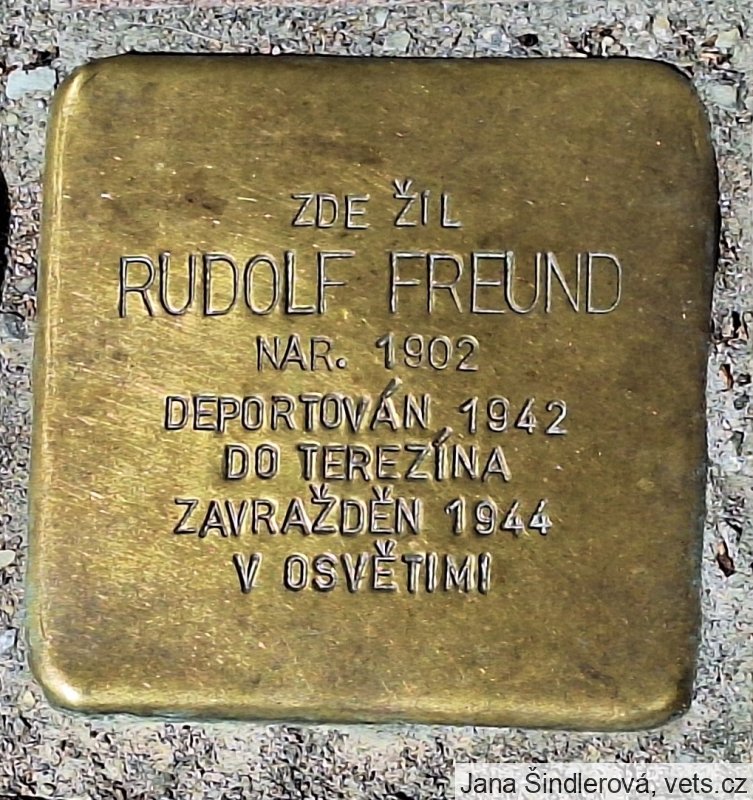 ZDE ŽIL
RUDOLF FREUND
NAR. 1902
DEPORTOVÁN 1942
DO TEREZÍNA
ZAVRAŽDĚN 1944
V OSVĚTIMI
Jana Šindlerová, vets.cz